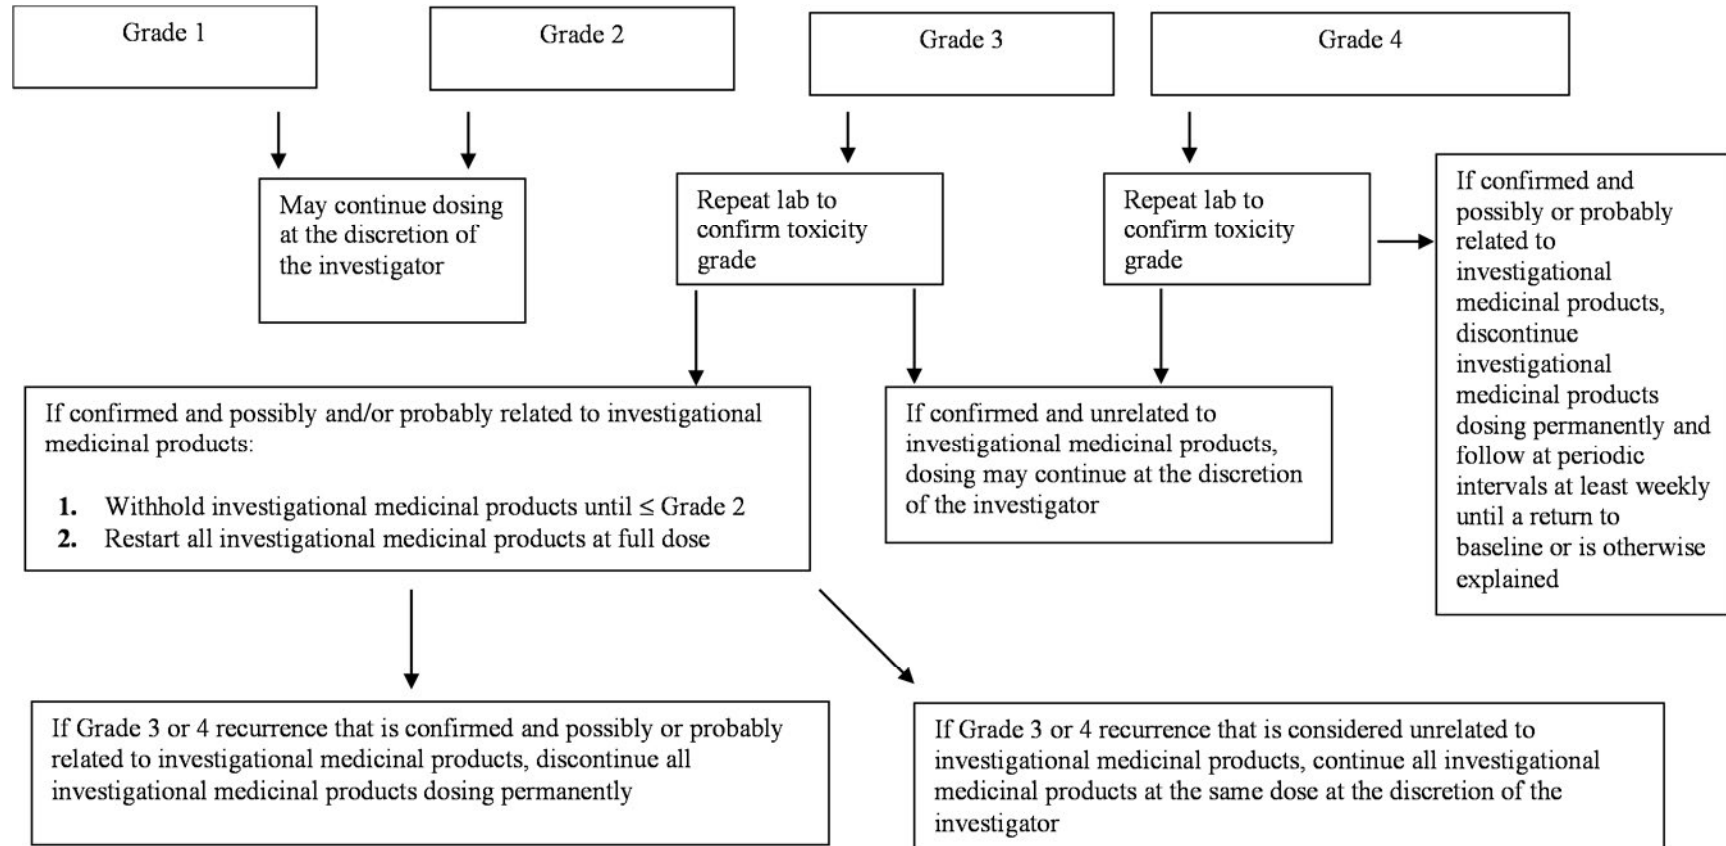 Grade 1
Grade 2
Grade 3
Grade 4
May continue dosing
at the discretion of
the investigator
Repeat lab to
confirm toxicity
grade
Repeat lab to
confirm toxicity
grade
If confirmed and
possibly or probably
related to
investigational
medicinal products,
discontinue
investigational
medicinal products
dosing permanently and
follow at periodic
intervals at least weekly
until a return to
baseline or is otherwise
explained
If confirmed and possibly and/or probably related to investigational
medicinal products:
1. Withhold investigational medicinal products until ≤ Grade 2
2. Restart all investigational medicinal products at full dose
If confirmed and unrelated to
investigational medicinal products,
dosing may continue at the discretion
of the investigator
If Grade 3 or 4 recurrence that is confirmed and possibly or probably
related to investigational medicinal products, discontinue all
investigational medicinal products dosing permanently
If Grade 3 or 4 recurrence that is considered unrelated to
investigational medicinal products, continue all investigational
medicinal products at the same dose at the discretion of the
investigator